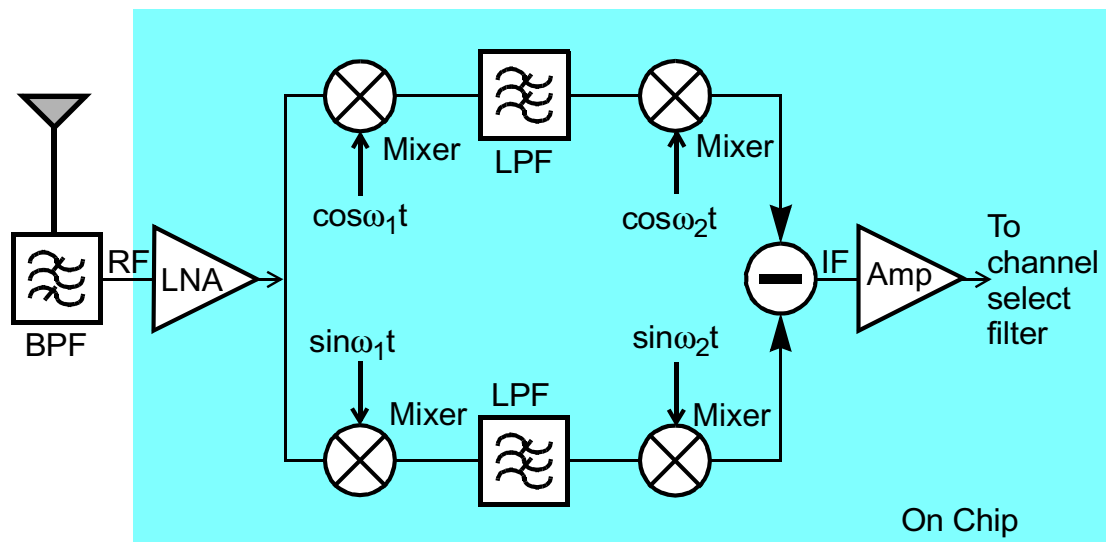 Mixer
LPF
Mixer
cosω1t
cosω2t
RF
LNA
BPF
IF
Amp
To
channel
select
filter
sinω1t
sinω2t
Mixer
LPF
Mixer
On Chip